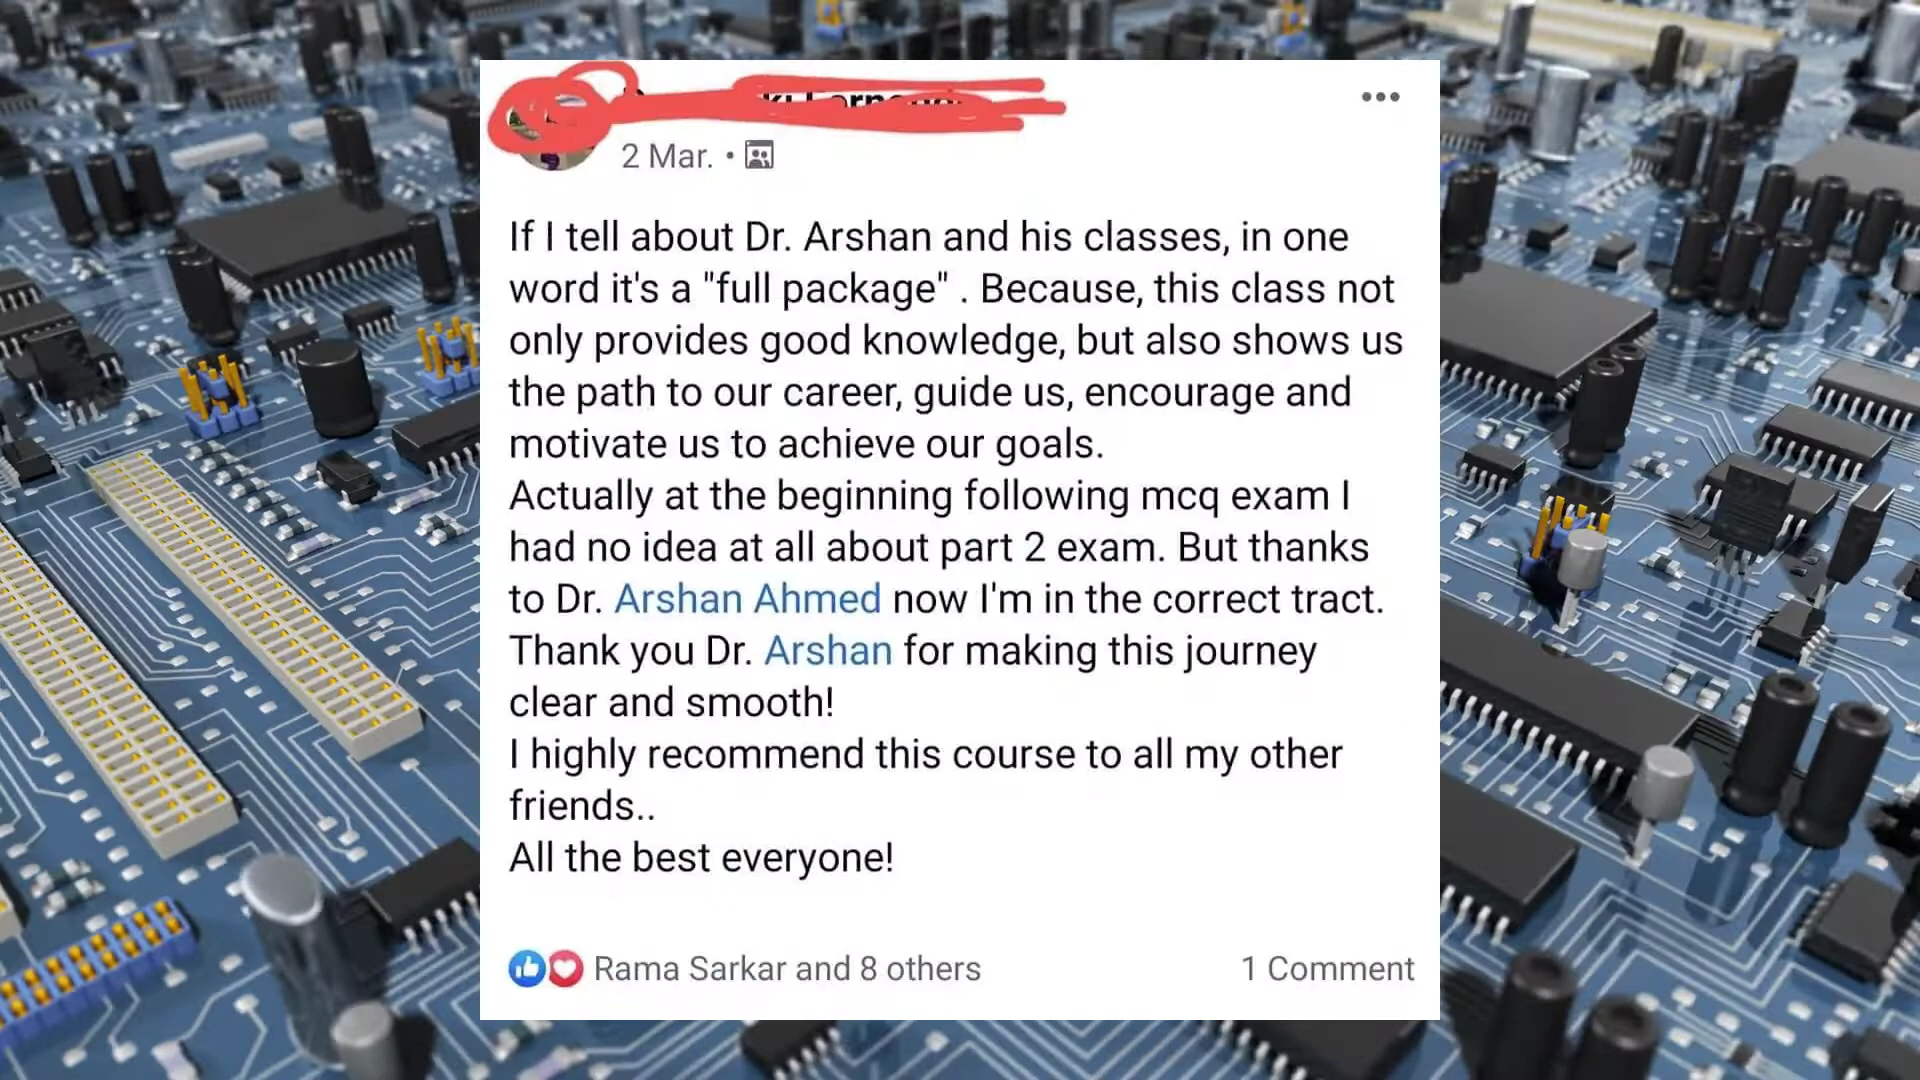 2 Mar.
If I tell about Dr. Arshan and his classes, in one
word it's a "full package" . Because, this class not
only provides good knowledge, but also shows us
the path to our career, guide us, encourage and
motivate us to achieve our goals.
Actually at the beginning following mcq exam I
had no idea at all about part 2 exam. But thanks
to Dr. Arshan Ahmed now I'm in the correct tract.
Thank you Dr. Arshan for making this journey
clear and smooth!
I highly recommend this course to all my other
friends..
All the best everyone!
Rama Sarkar and 8 others 1 Comment